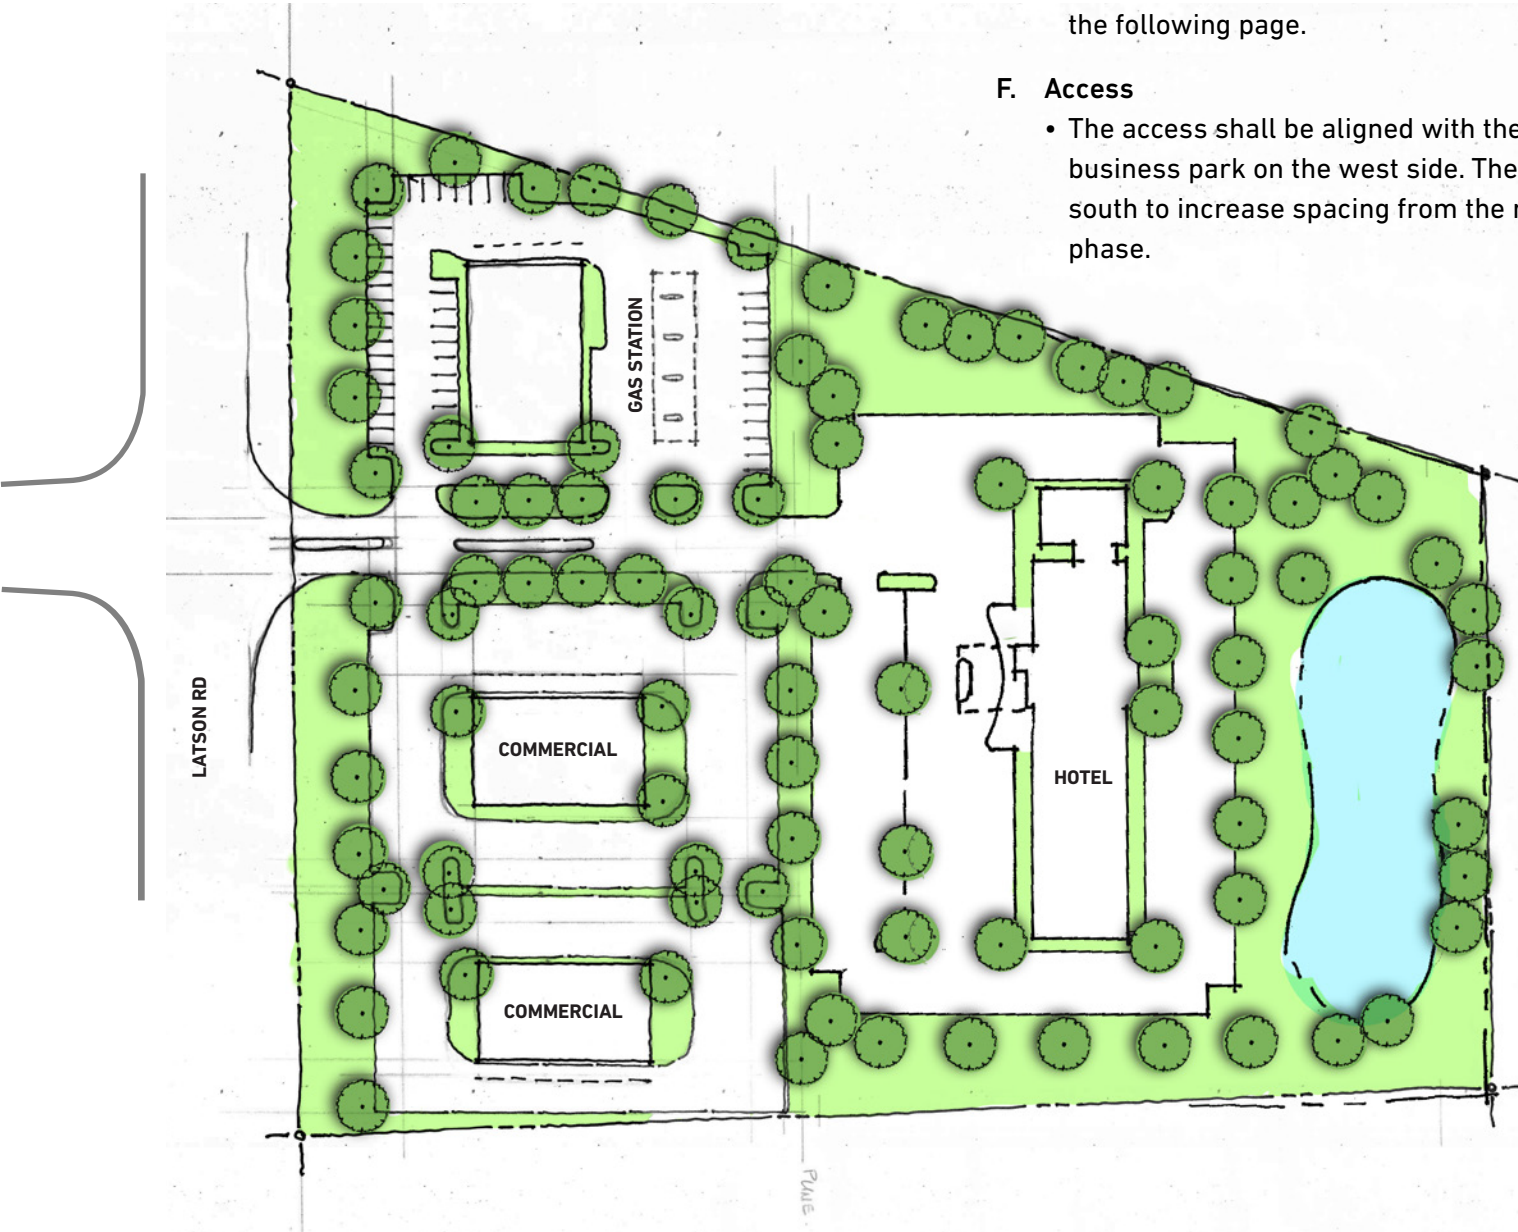 the following page.
F. Access
• The access shall be aligned with the
business park on the west side. The
south to increase spacing from the
phase.
GAS STATION
LATSON RD
COMMERCIAL
HOTEL
COMMERCIAL